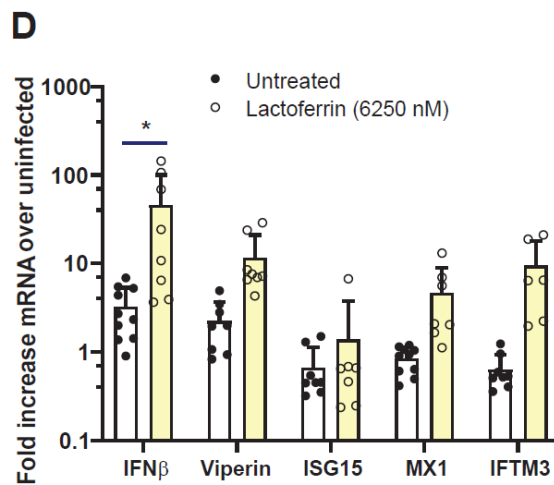 D
Untreated
Lactoferrin (6250 nM)
Fold increase mRNA over uninfected
1000
100
10
1
0.1
*
IFNβ Viperin ISG15 MX1 IFTM3